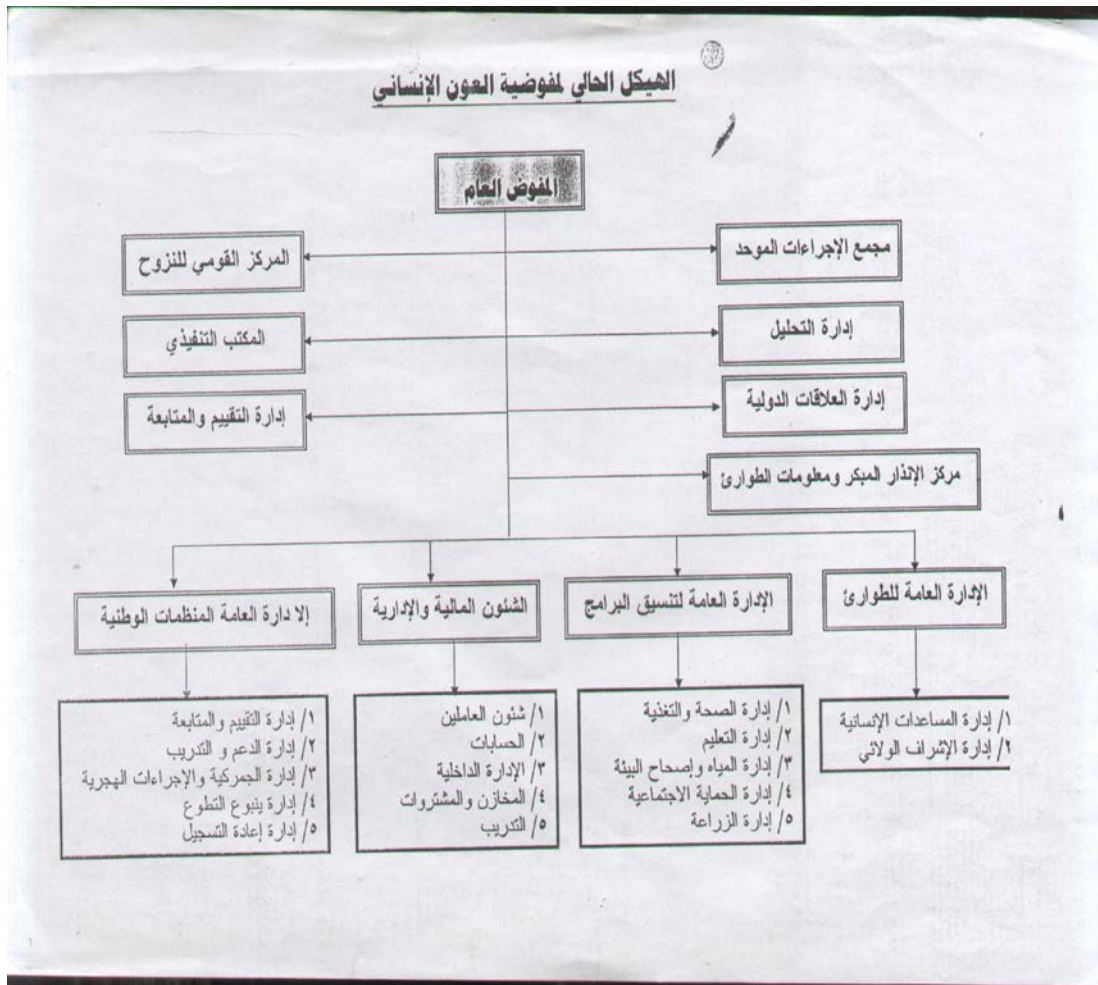 الهيكل الحالي لمفوضية العون الإنساني
المفوض العام
مجمع الإجراءات الموحد
المركز القومي للنزوح
إدارة التحليل
المكتب التنفيذي
إدارة العلاقات الدولية
إدارة التقييم والمتابعة
مركز الإنذار المبكر ومعلومات الطوارئ
الإدارة العامة للطوارئ
الإدارة العامة لتنسيق البرامج
الشئون المالية والإدارية
إلا دارة العامة المنظمات الوطنية
١/ إدارة المساعدات الإنسانية
٢/ إدارة الإشراف الولائي
١/ إدارة الصحة والتغذية
٢/ إدارة التعليم
٣/ إدارة المياه وإصحاح البيئة
٤/ إدارة الحماية الاجتماعية
٥/ إدارة الزراعة
١/ شئون العاملين
٢/ الحسابات
٣/ الإدارة الداخلية
٤/ المخازن والمشتروات
٥/ التدريب
١/ إدارة التقييم والمتابعة
٢/ إدارة الدعم و التدريب
٣/ إدارة الجمركية والإجراءات الهجرية
٤/ إدارة ينبوع التطوع
٥/ إدارة إعادة التسجيل